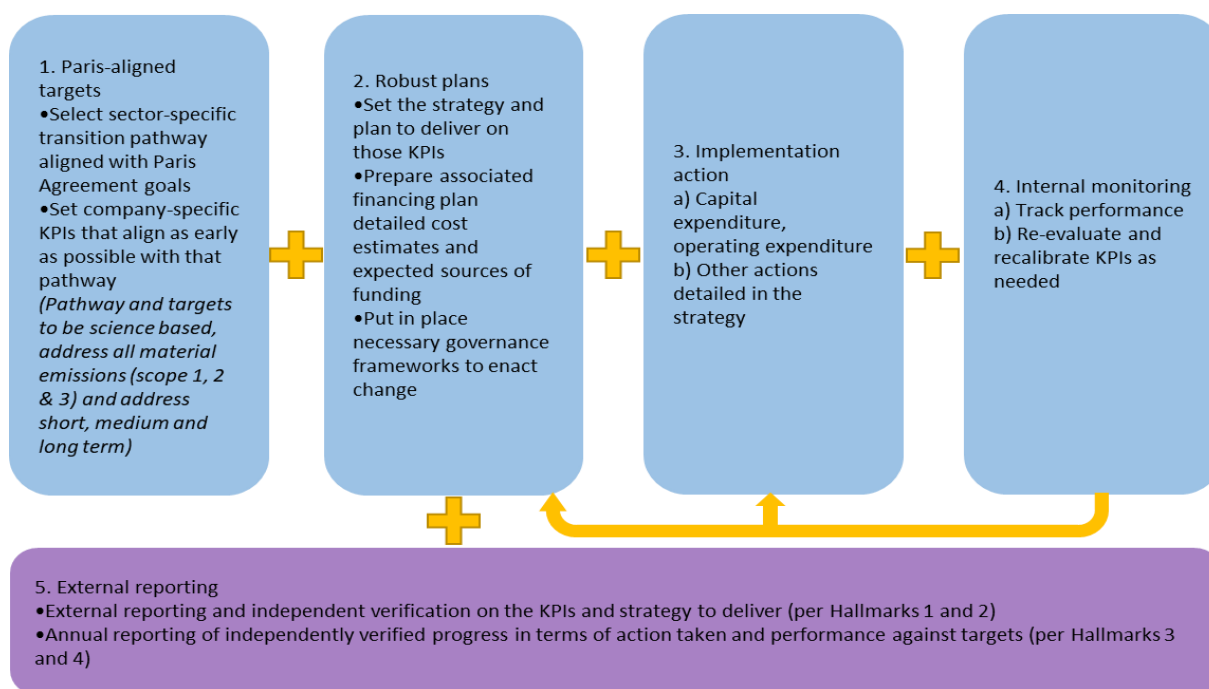 1. Paris-aligned
targets
•Select sector-specific
transition pathway
aligned with Paris
Agreement goals
•Set company-specific
KPIs that align as early
as possible with that
pathway
(Pathway and targets
to be science based,
address all material
emissions (scope 1, 2
& 3) and address
short, medium and
long term)
2. Robust plans
•Set the strategy and
plan to deliver on
those KPIs
•Prepare associated
financing plan
detailed cost
estimates and
expected sources of
funding
•Put in place
necessary governance
frameworks to enact
change
3. Implementation
action
a) Capital
expenditure,
operating expenditure
b) Other actions
detailed in the
strategy
4. Internal monitoring
a) Track performance
b) Re-evaluate and
recalibrate KPIs as
needed
5. External reporting
•External reporting and independent verification on the KPIs and strategy to deliver (per Hallmarks 1 and 2)
•Annual reporting of independently verified progress in terms of action taken and performance against targets (per Hallmarks 3
and 4)